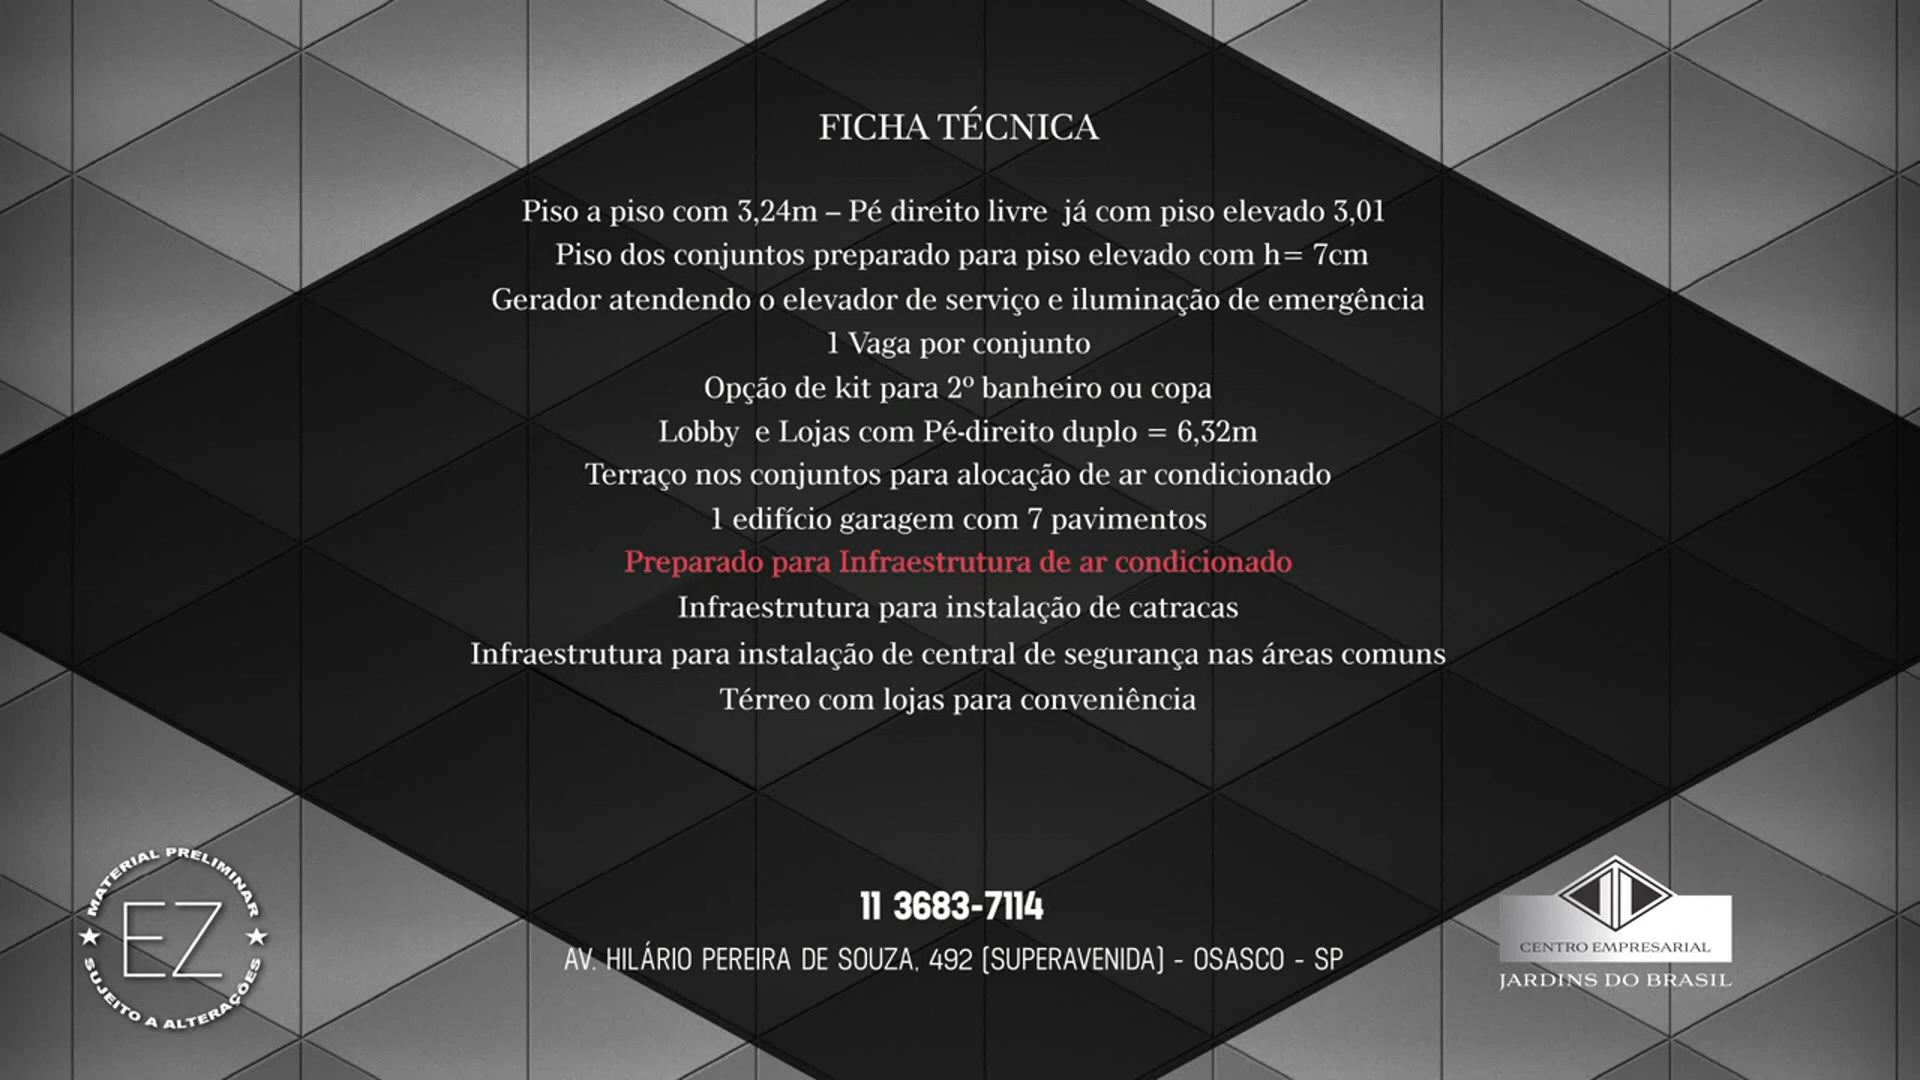 FICHA TÉCNICA
Piso a piso com 3,24m – Pé direito livre  já com piso elevado 3,01
Piso dos conjuntos preparado para piso elevado com h= 7cm
Gerador atendendo o elevador de serviço e iluminação de emergência
1 Vaga por conjunto
Opção de kit para 2º banheiro ou copa
Lobby  e Lojas com Pé-direito duplo = 6,32m
Terraço nos conjuntos para alocação de ar condicionado
1 edifício garagem com 7 pavimentos
Preparado para Infraestrutura de ar condicionado
Infraestrutura para instalação de catracas
Infraestrutura para instalação de central de segurança nas áreas comuns
Térreo com lojas para conveniência
MATERIAL PRELIMINAR
EZ
SUJEITO A ALTERAÇÕES
11 3683-7114
AV. HILÁRIO PEREIRA DE SOUZA, 492 (SUPERAVENIDA) - OSASCO - SP
CENTRO EMPRESARIAL
JARDINS DO BRASIL